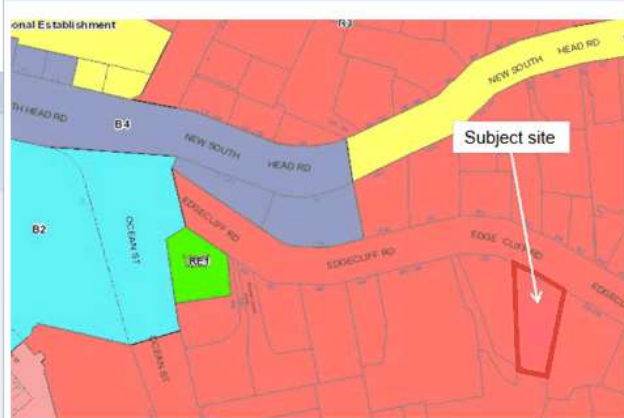 onal Establishment
R3
NEW SOUTH HEAD RD
TH HEAD RD
B4
NEW SOUTH HEAD RD
Subject site
B2
OCEAN ST
EDGECLIFF RD
RE1
EDGECLIFF RD
EDGE CLIFF RD
EDGECLI
OCEAN ST